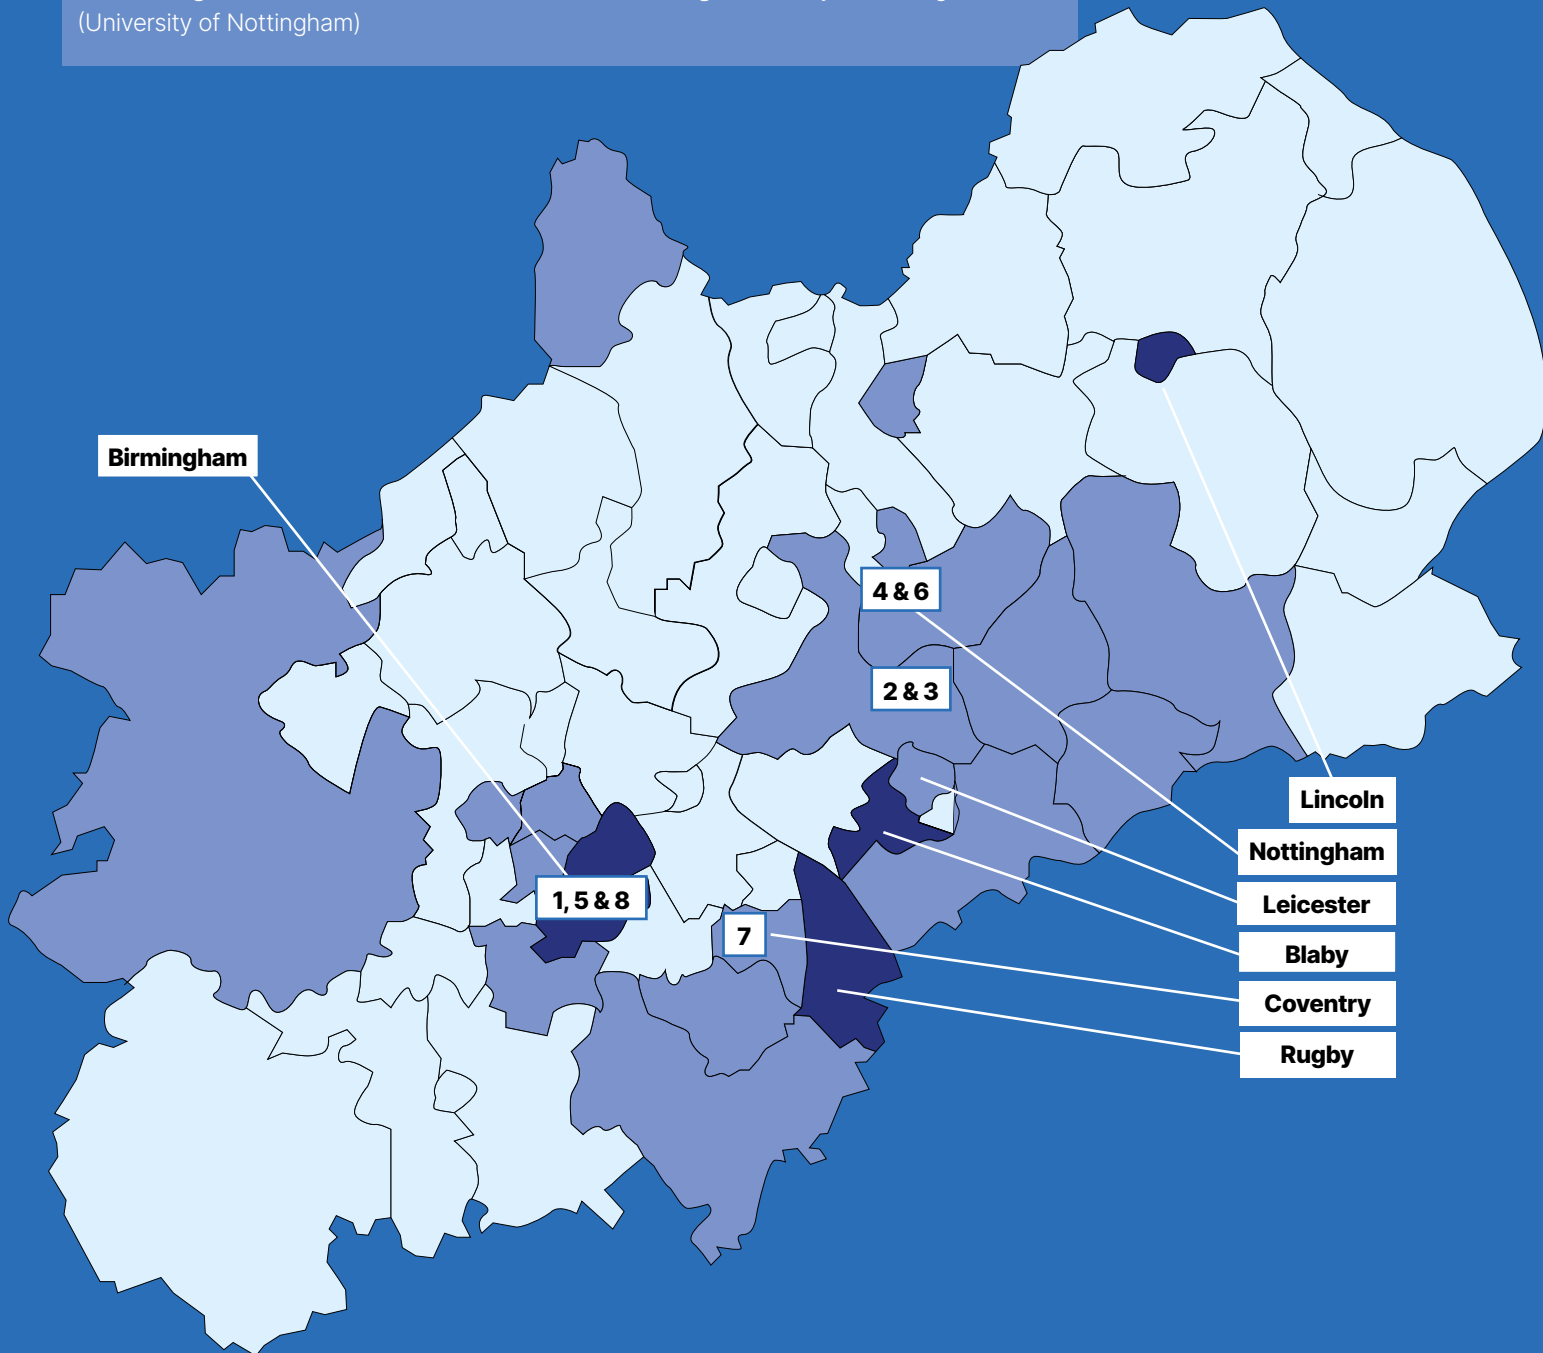 (University of Nottingham)
Birmingham
4 & 6
2 & 3
Lincoln
Nottingham
1, 5 & 8
Leicester
7
Blaby
Coventry
Rugby